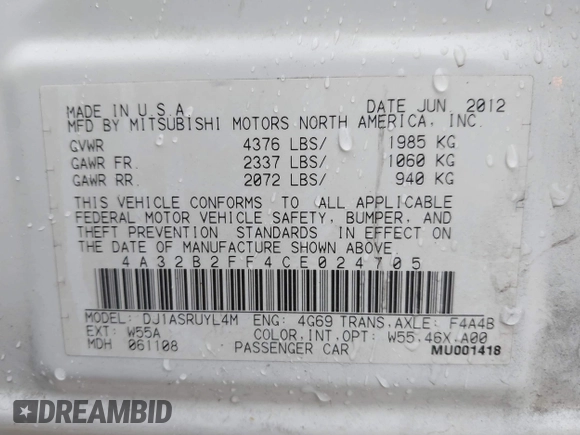 MADE IN U.S.A. DATE JUN. 2012
MFD BY MITSUBISHI MOTORS NORTH AMERICA, INC.
GVWR 4376 LBS/ 1985 KG
GAWR FR. 2337 LBS/ 1060 KG
GAWR RR. 2072 LBS/ 940 KG
THIS VEHICLE CONFORMS TO ALL APPLICABLE
FEDERAL MOTOR VEHICLE SAFETY, BUMPER, AND
THEFT PREVENTION STANDARDS IN EFFECT ON
THE DATE OF MANUFACTURE SHOWN ABOVE.
4A32B2FF4CE024705
MODEL: DJ1ASRUYL4M ENG: 4G69 TRANS, AXLE: F4A4B
EXT: W55A COLOR, INT, OPT: W55, 46X, A00
MDH 061108 PASSENGER CAR MU001418
DREAMBID